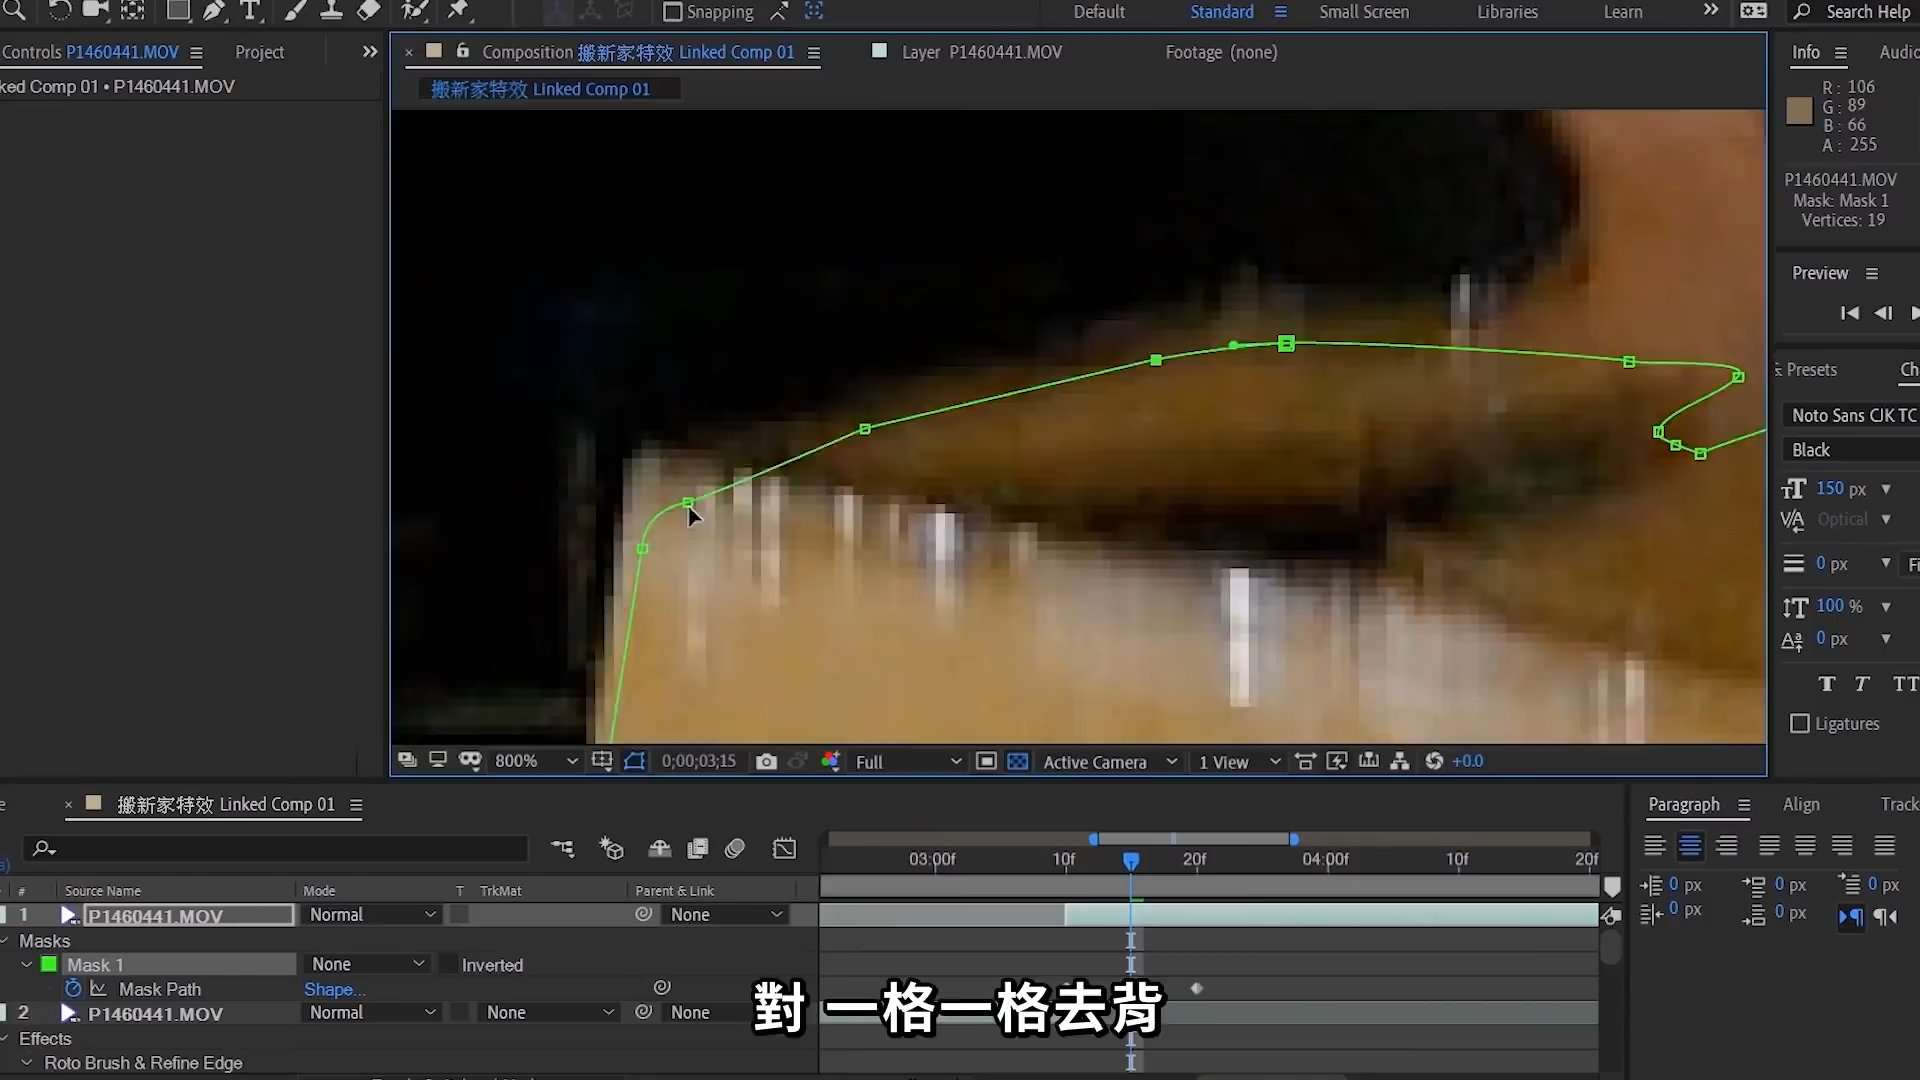 Snapping
Default
Standard
Small Screen
Libraries
Learn
Search Help
Controls P1460441.MOV
Project
Composition 搬新家特效 Linked Comp 01
Layer P1460441.MOV
Footage (none)
Info
Audio
ked Comp 01 • P1460441.MOV
搬新家特效 Linked Comp 01
R: 106
G: 89
B: 66
A: 255
P1460441.MOV
Mask: Mask 1
Vertices: 19
Preview
Presets
Ch
Noto Sans CJK TC
Black
150 px
Optical
0 px
Fi
100 %
0 px
T T TT
Ligatures
800%
0;00;03;15
Full
Active Camera
1 View
+0.0
搬新家特效 Linked Comp 01
Paragraph
Align
Track
03:00f
10f
20f
04:00f
10f
20f
# Source Name
Mode
T TrkMat
Parent & Link
0 px
0 px
0 px
0 px
0 px
1 P1460441.MOV
Normal
None
Masks
Mask 1
None
Inverted
Mask Path
Shape...
對 一格一格去背
2 P1460441.MOV
Normal
None
None
Effects
Roto Brush & Refine Edge